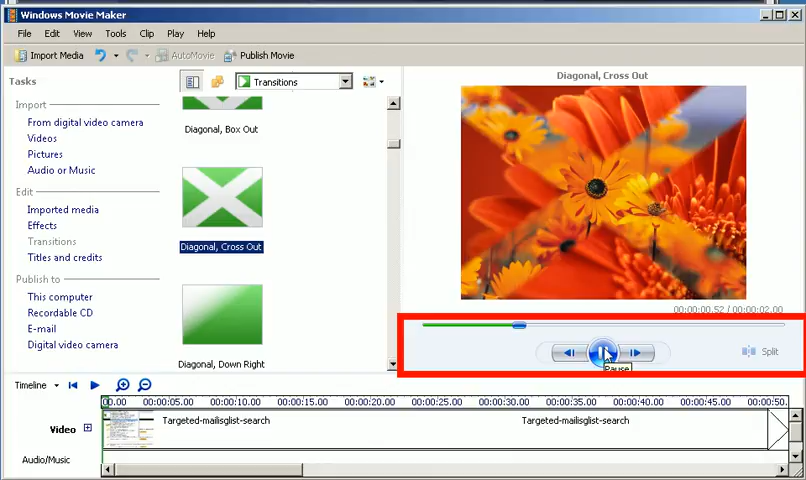 Windows Movie Maker
File Edit View Tools Clip Play Help
Import Media AutoMovie Publish Movie
Tasks
Transitions
Import
From digital video camera
Videos
Pictures
Audio or Music
Edit
Imported media
Effects
Transitions
Titles and credits
Publish to
This computer
Recordable CD
E-mail
Digital video camera
Diagonal, Box Out
Diagonal, Cross Out
Diagonal, Down Right
Diagonal, Cross Out
00:00:00.52 / 00:00:02.00
Split
Pause
Timeline
00.00 00:00:05.00 00:00:10.00 00:00:15.00 00:00:20.00 00:00:25.00 00:00:30.00 00:00:35.00 00:00:40.00 00:00:45.00 00:00:50.
Video
Targeted-mailisglist-search Targeted-mailisglist-search
Audio/Music